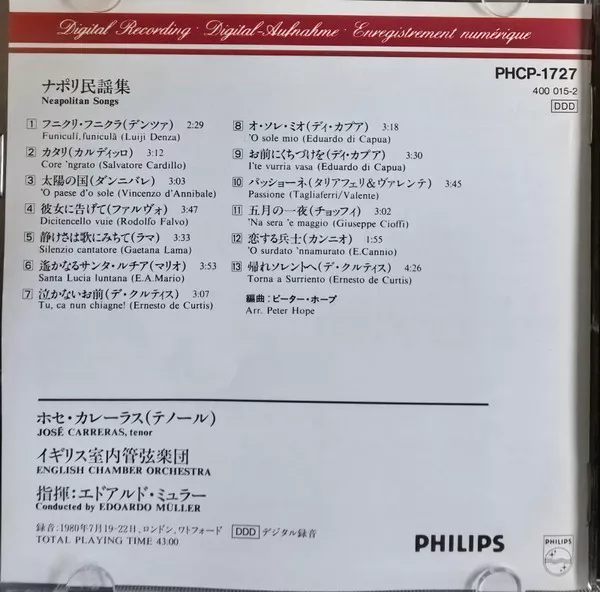 Digital Recording · Digital-Aufnahme · Enregistrement numérique
PHCP-1727
400 015-2
DDD
ナポリ民謡集
Neapolitan Songs
1 フニクリ・フニクラ(デンツァ) 2:29
Funiculì, funiculà (Luiji Denza)
2 カタリ(カルディッロ) 3:12
Core 'ngrato (Salvatore Cardillo)
3 太陽の国(ダンニバレ) 3:03
'O paese d'o sole (Vincenzo d'Annibale)
4 彼女に告げて(ファルヴォ) 3:47
Dicitencello vuie (Rodolfo Falvo)
5 静けさは歌にみちて(ラマ) 3:33
Silenzio cantatore (Gaetana Lama)
6 遙かなるサンタ・ルチア(マリオ) 3:53
Santa Lucia luntana (E.A.Mario)
7 泣かないお前(デ・クルティス) 3:07
Tu, ca nun chiagne! (Ernesto de Curtis)
8 オ・ソレ・ミオ(ディ・カプア) 3:18
'O sole mio (Eduardo di Capua)
9 お前にくちづけを(ディ・カプア) 3:30
I'te vurria vasa (Eduardo di Capua)
10 パッショーネ(タリアフェリ&ヴァレンテ) 3:45
Passione (Tagliaferri/Valente)
11 五月の一夜(チョッフィ) 3:02
'Na sera 'e maggio (Giuseppe Cioffi)
12 恋する兵士(カンニオ) 1:55
'O surdato 'nnamurato (E.Cannio)
13 帰れソレントへ(デ・クルティス) 4:26
Torna a Surriento (Ernesto de Curtis)
編曲:ピーター・ホープ
Arr. Peter Hope
ホセ・カレーラス(テノール)
JOSÉ CARRERAS, tenor
イギリス室内管弦楽団
ENGLISH CHAMBER ORCHESTRA
指揮:エドアルド・ミュラー
Conducted by EDOARDO MÜLLER
録音:1980年7月19-22日、ロンドン、ワトフォード DDD デジタル録音
TOTAL PLAYING TIME 43:00
PHILIPS
PHILIPS